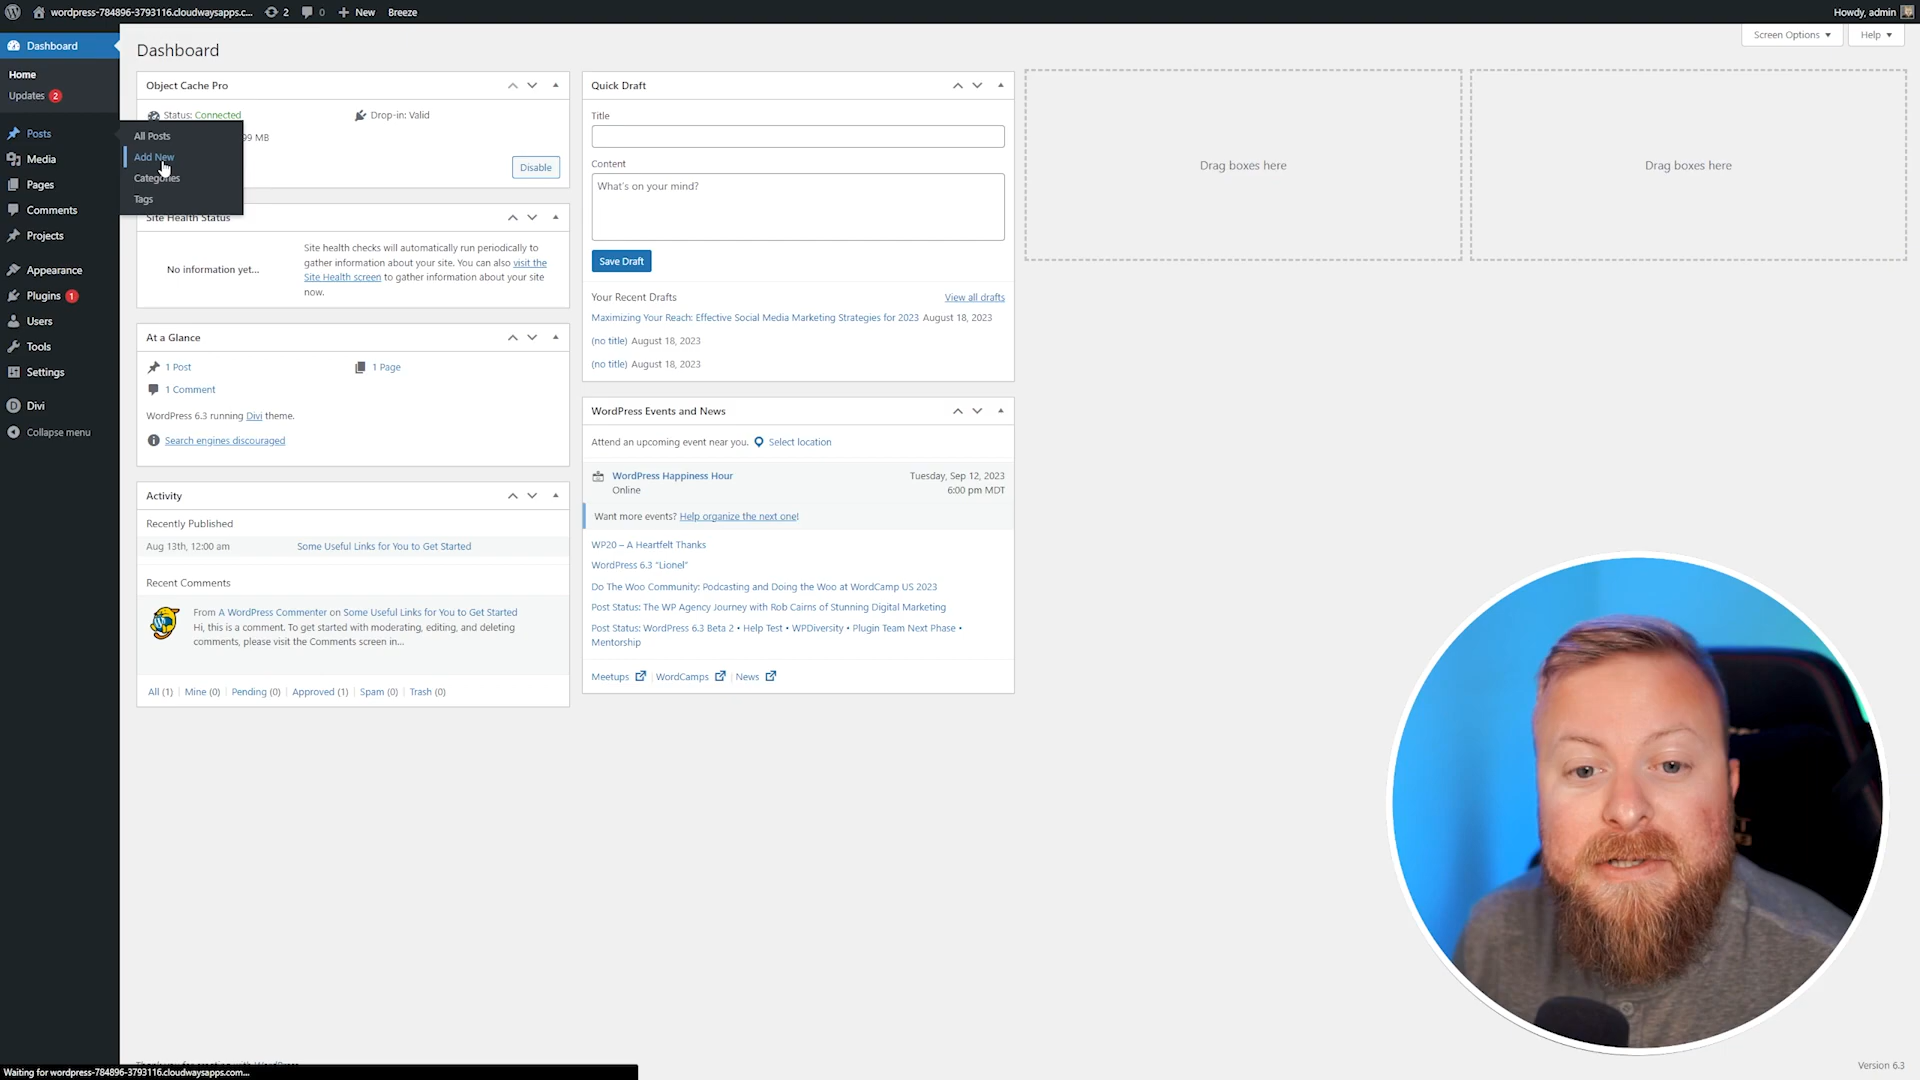 wordpress-784896-3793116.cloudwaysapps.c... 2 0 New Breeze Howdy, admin
Dashboard
Home
Updates 2
Posts
All Posts
Add New
Categories
Tags
Media
Pages
Comments
Projects
Appearance
Plugins 1
Users
Tools
Settings
Divi
Collapse menu
Dashboard
Screen Options
Help
Object Cache Pro
Status: Connected
Drop-in: Valid
99 MB
Disable
Site Health Status
No information yet...
Site health checks will automatically run periodically to
gather information about your site. You can also visit the
Site Health screen to gather information about your site
now.
At a Glance
1 Post
1 Page
1 Comment
WordPress 6.3 running Divi theme.
Search engines discouraged
Activity
Recently Published
Aug 13th, 12:00 am Some Useful Links for You to Get Started
Recent Comments
From A WordPress Commenter on Some Useful Links for You to Get Started
Hi, this is a comment. To get started with moderating, editing, and deleting
comments, please visit the Comments screen in...
All (1) | Mine (0) | Pending (0) | Approved (1) | Spam (0) | Trash (0)
Quick Draft
Title
Content
What's on your mind?
Save Draft
Your Recent Drafts View all drafts
Maximizing Your Reach: Effective Social Media Marketing Strategies for 2023 August 18, 2023
(no title) August 18, 2023
(no title) August 18, 2023
WordPress Events and News
Attend an upcoming event near you. Select location
WordPress Happiness Hour Tuesday, Sep 12, 2023
Online 6:00 pm MDT
Want more events? Help organize the next one!
WP20 – A Heartfelt Thanks
WordPress 6.3 "Lionel"
Do The Woo Community: Podcasting and Doing the Woo at WordCamp US 2023
Post Status: The WP Agency Journey with Rob Cairns of Stunning Digital Marketing
Post Status: WordPress 6.3 Beta 2 • Help Test • WPDiversity • Plugin Team Next Phase •
Mentorship
Meetups | WordCamps | News
Drag boxes here
Drag boxes here
Waiting for wordpress-784896-3793116.cloudwaysapps.com...
Version 6.3